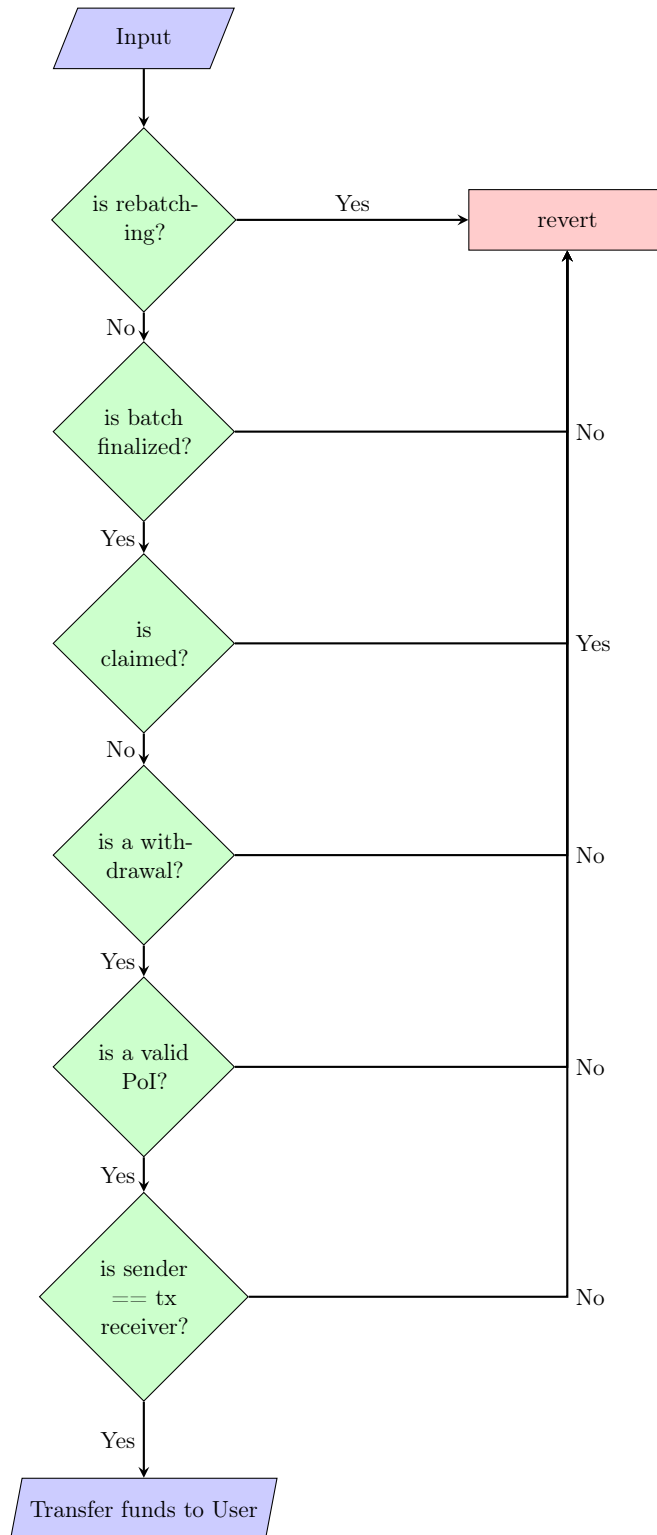 Input
is rebatch-
ing?
Yes
revert
No
is batch
finalized?
No
Yes
is
claimed?
Yes
No
is a with-
drawal?
No
Yes
is a valid
PoI?
No
Yes
is sender
== tx
receiver?
No
Yes
Transfer funds to User